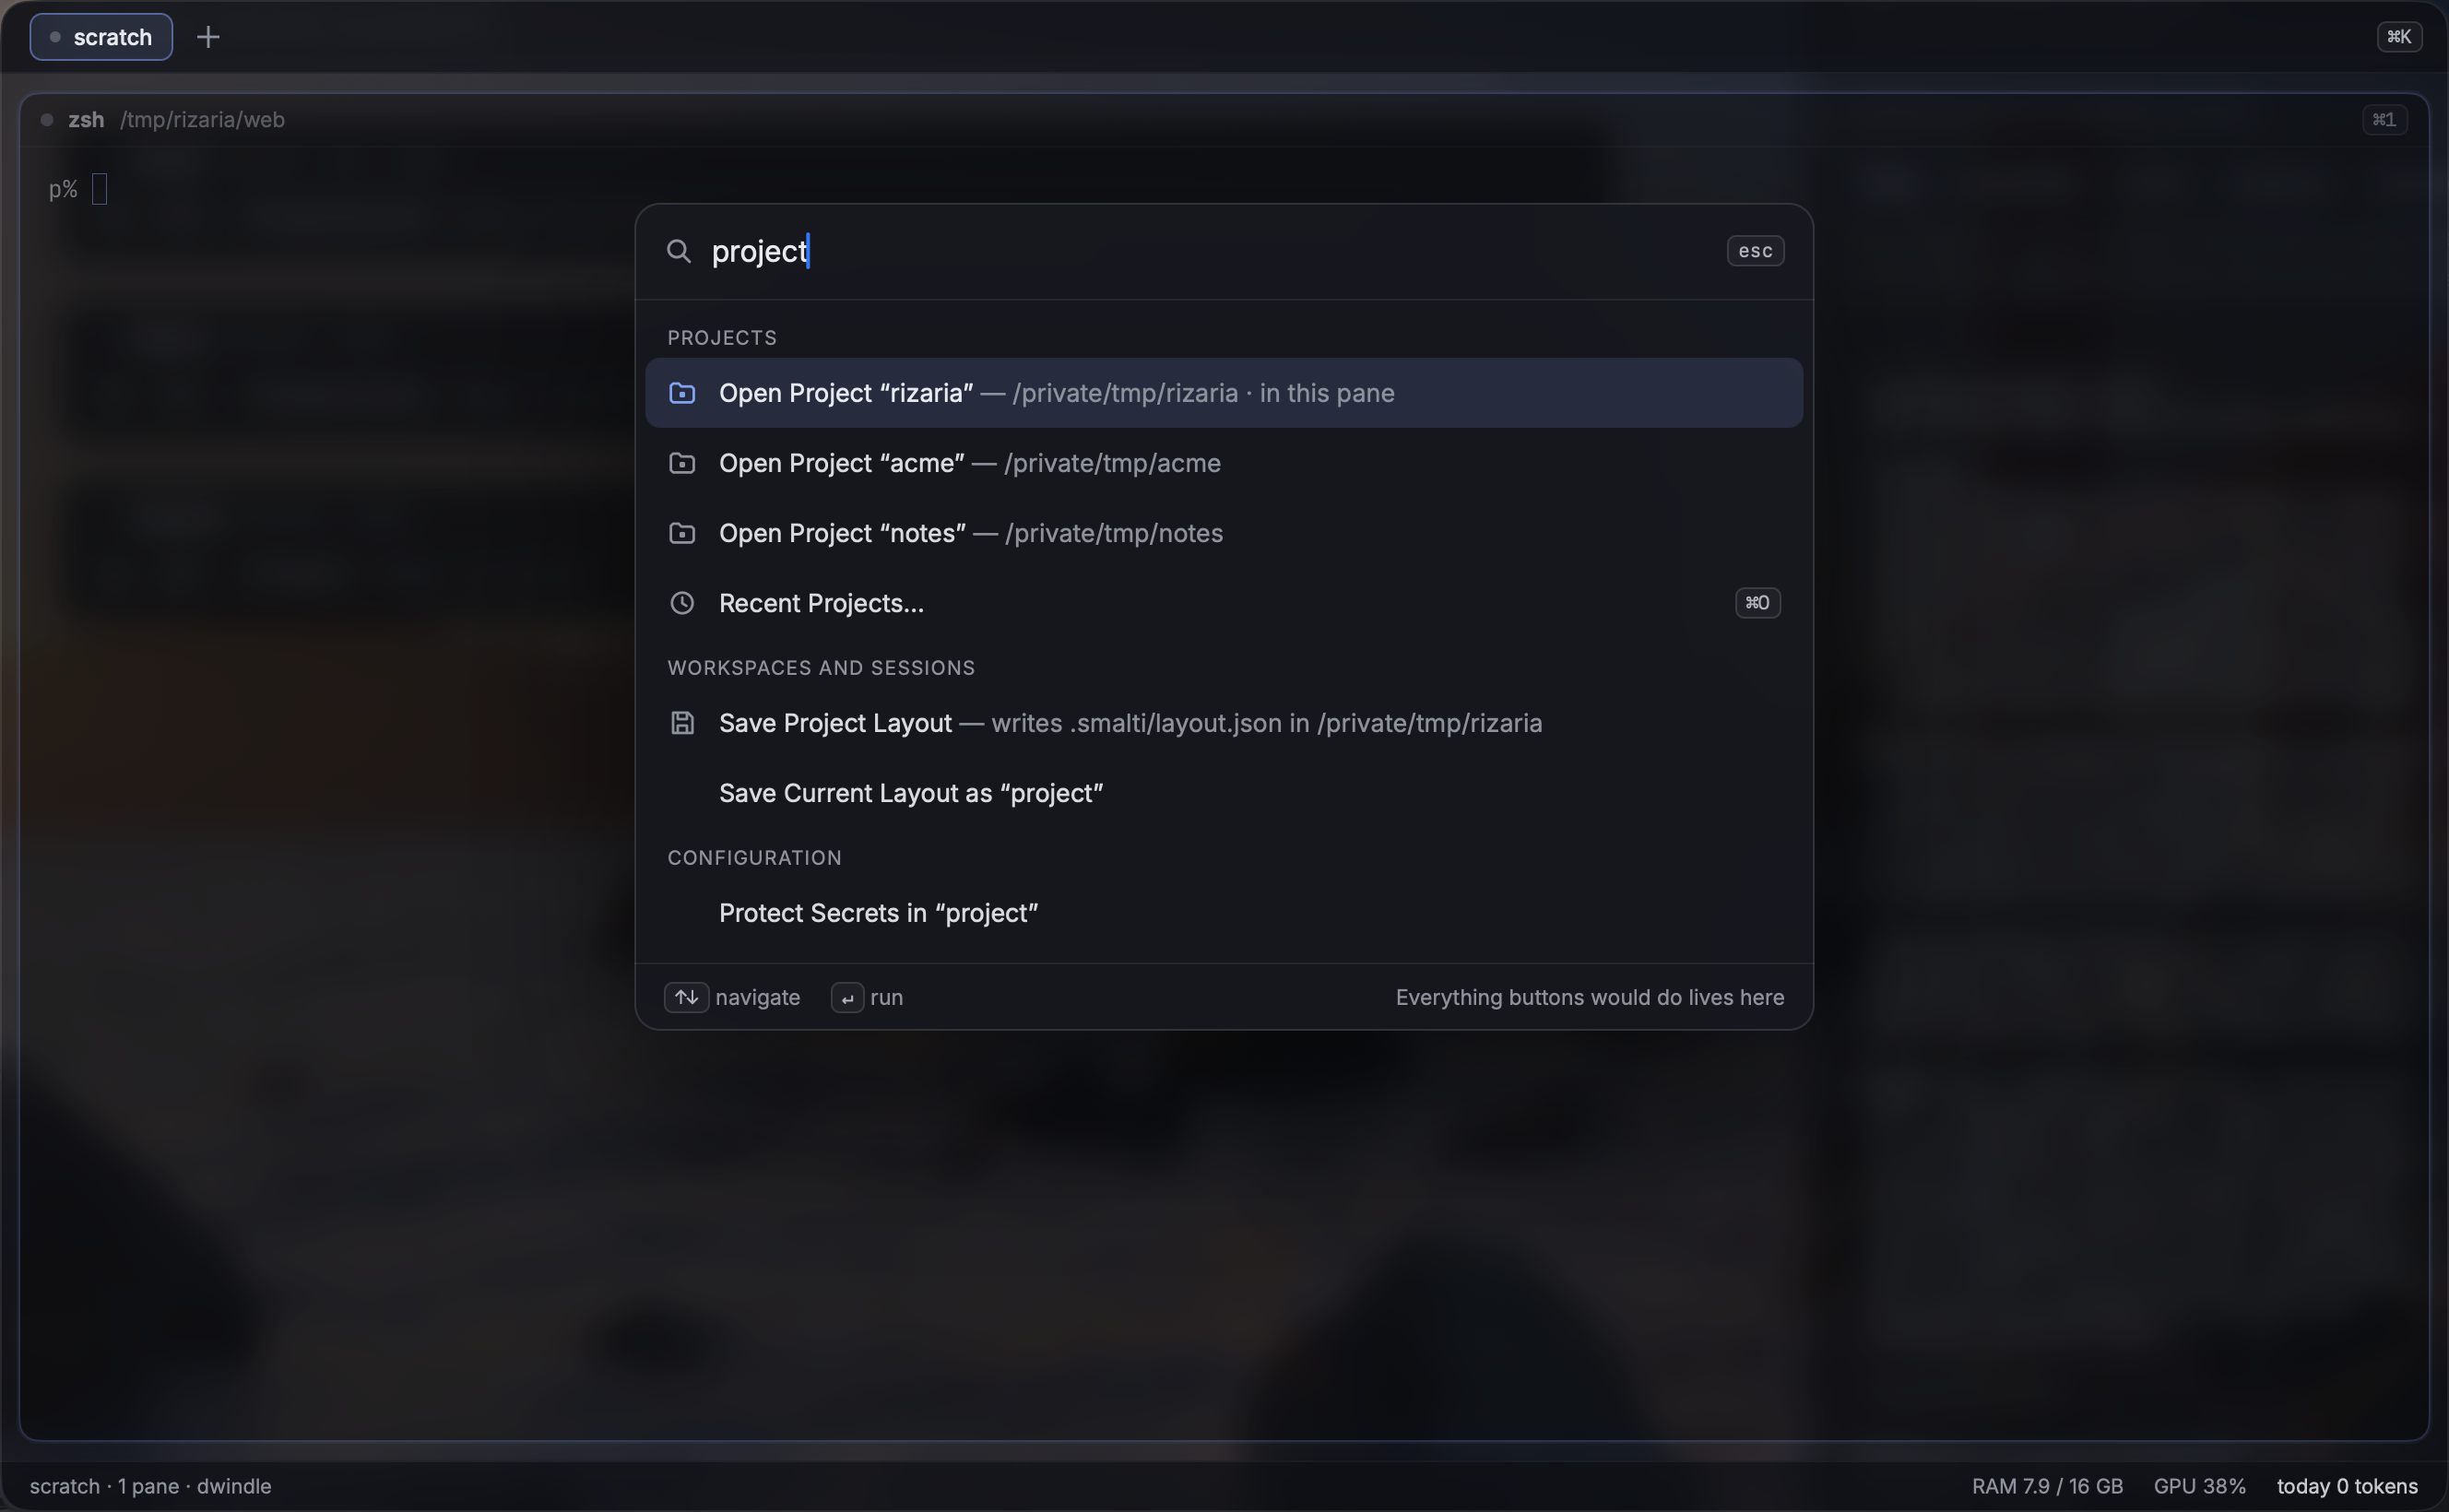 scratch
⌘K
zsh /tmp/rizaria/web ⌘1
p%
project esc
PROJECTS
Open Project “rizaria” — /private/tmp/rizaria · in this pane
Open Project “acme” — /private/tmp/acme
Open Project “notes” — /private/tmp/notes
Recent Projects... ⌘O
WORKSPACES AND SESSIONS
Save Project Layout — writes .smalti/layout.json in /private/tmp/rizaria
Save Current Layout as “project”
CONFIGURATION
Protect Secrets in “project”
↑↓ navigate ↵ run Everything buttons would do lives here
scratch · 1 pane · dwindle RAM 7.9 / 16 GB GPU 38% today 0 tokens